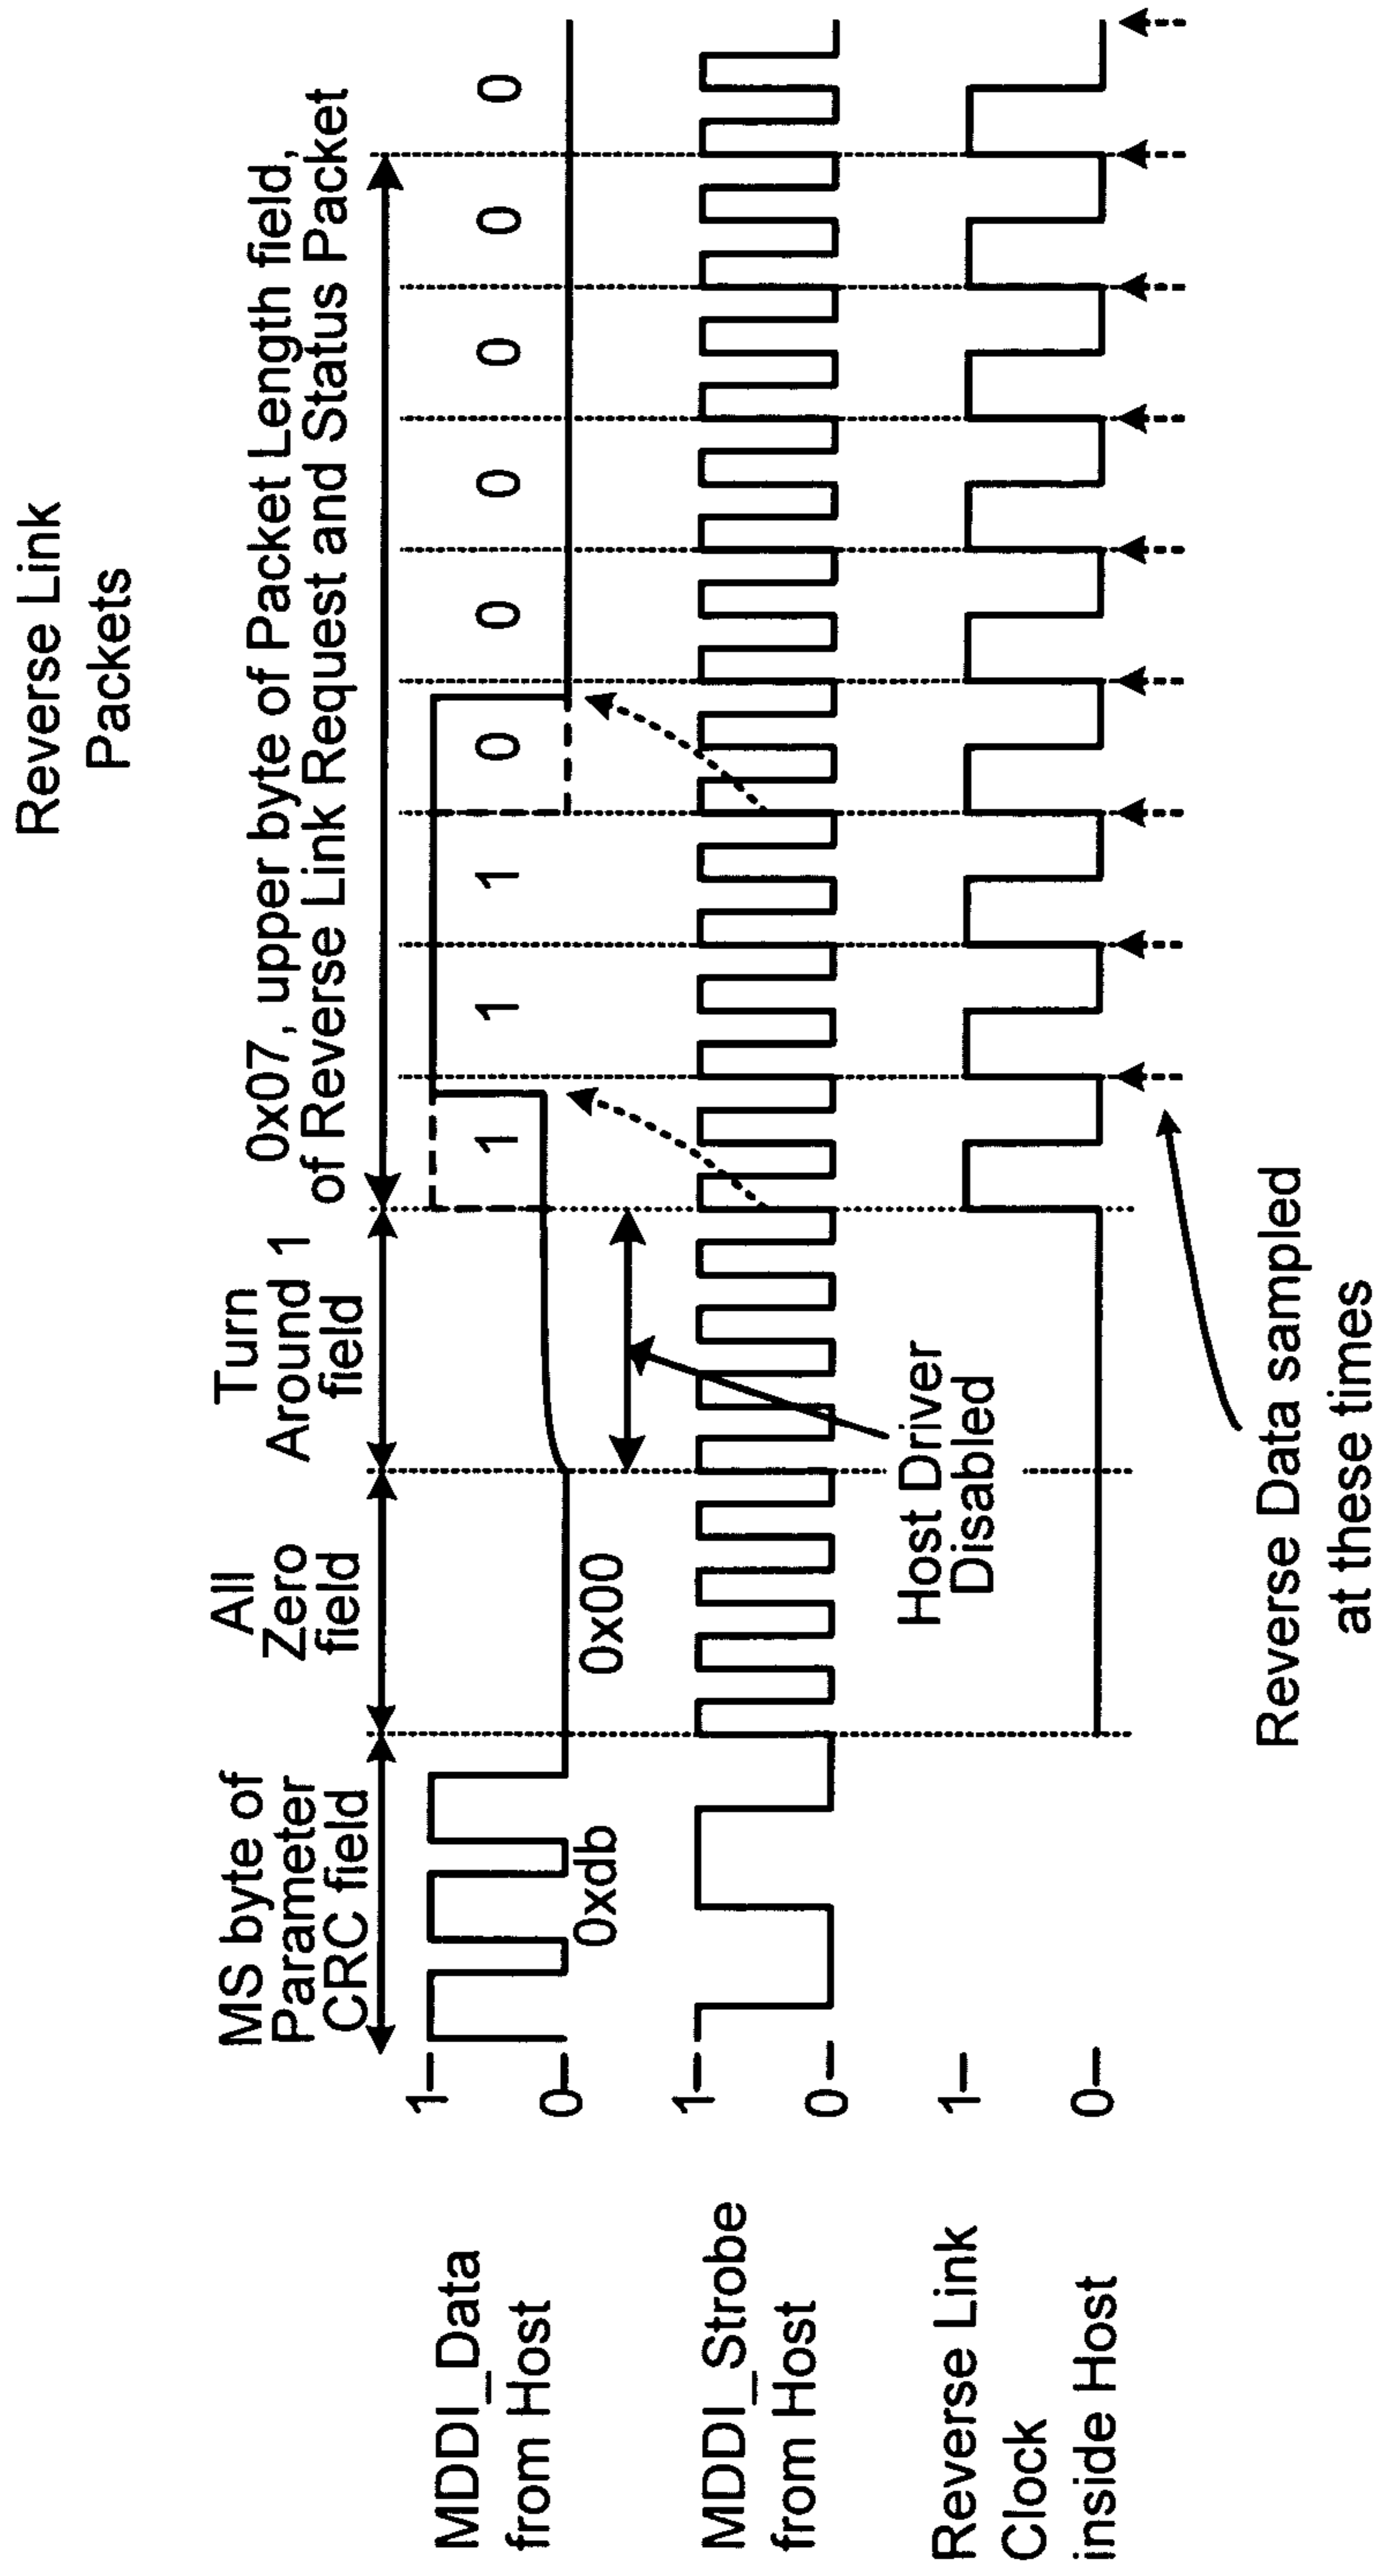 Reverse Link
Packets
MS byte of
Parameter
CRC field
All
Zero
field
Turn
Around 1
field
0x07, upper byte of Packet Length field,
of Reverse Link Request and Status Packet
MDDI_Data
from Host
1
0
0xdb
0x00
1 1 1 0 0 0 0 0 0
MDDI_Strobe
from Host
1
0
Host Driver
Disabled
Reverse Link
Clock
inside Host
1
0
Reverse Data sampled
at these times